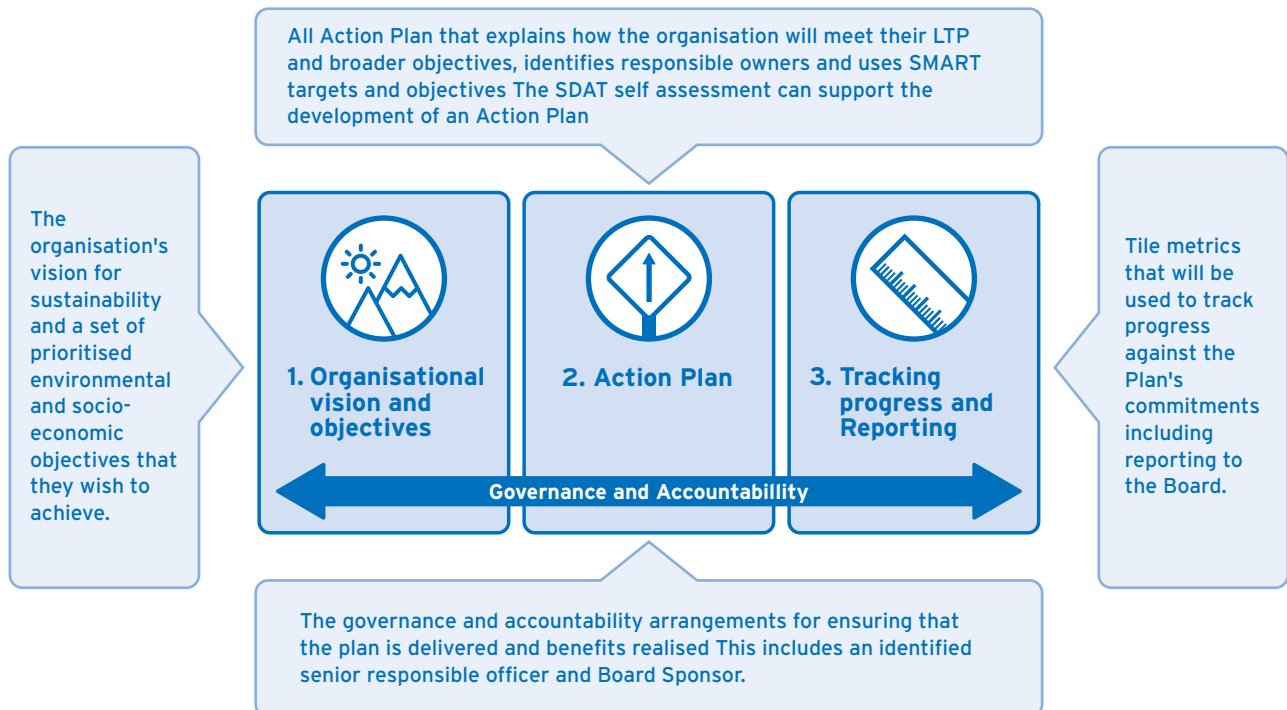 All Action Plan that explains how the organisation will meet their LTP
and broader objectives, identifies responsible owners and uses SMART
targets and objectives The SDAT self assessment can support the
development of an Action Plan
The
organisation's
vision for
sustainability
and a set of
prioritised
environmental
and socio-
economic
objectives that
they wish to
achieve.
1. Organisational
vision and
objectives
2. Action Plan
3. Tracking
progress and
Reporting
Governance and Accountabillity
Tile metrics
that will be
used to track
progress
against the
Plan's
commitments
including
reporting to
the Board.
The governance and accountability arrangements for ensuring that
the plan is delivered and benefits realised This includes an identified
senior responsible officer and Board Sponsor.